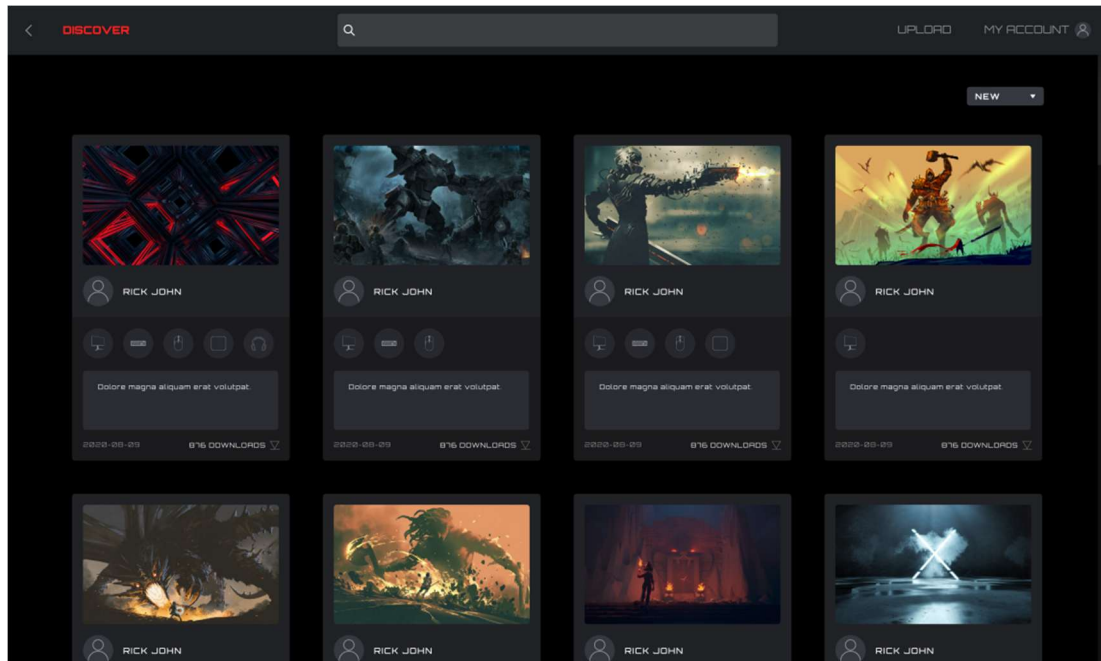 DISCOVER
UPLOAD
MY ACCOUNT
NEW
RICK JOHN
RICK JOHN
RICK JOHN
RICK JOHN
Dolore magna aliquam erat volutpat.
Dolore magna aliquam erat volutpat.
Dolore magna aliquam erat volutpat.
Dolore magna aliquam erat volutpat.
2020-08-09
876 DOWNLOADS
2020-08-09
876 DOWNLOADS
2020-08-09
876 DOWNLOADS
2020-08-09
876 DOWNLOADS
RICK JOHN
RICK JOHN
RICK JOHN
RICK JOHN